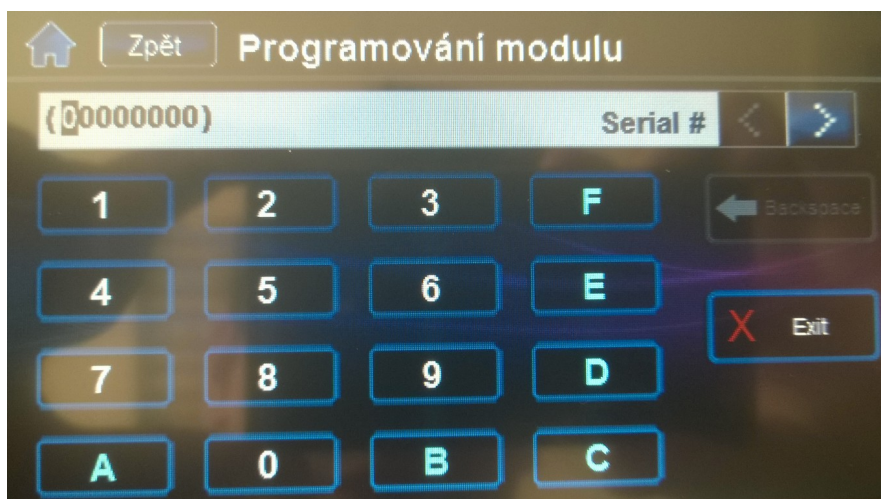 Zpět Programování modulu
(00000000) Serial # < >
1 2 3 F Backspace
4 5 6 E
X Exit
7 8 9 D
A 0 B C